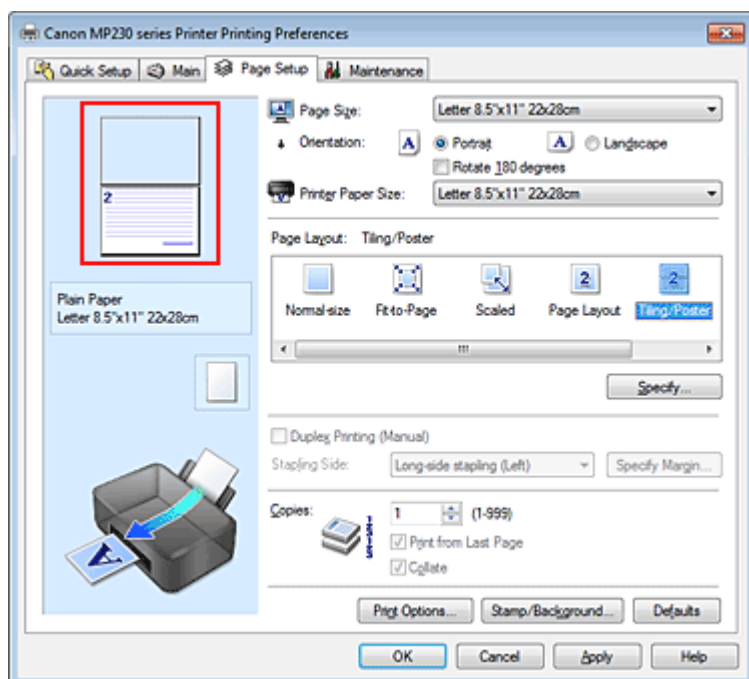 Canon MP230 series Printer Printing Preferences
Quick Setup Main Page Setup Maintenance
2
Plain Paper
Letter 8.5"x11" 22x28cm
A
Page Size: Letter 8.5"x11" 22x28cm
Orientation: A Portrait A Landscape
Rotate 180 degrees
Printer Paper Size: Letter 8.5"x11" 22x28cm
Page Layout: Tiling/Poster
2 2
Normal-size Fit-to-Page Scaled Page Layout Tiling/Poster
Specify...
Duplex Printing (Manual)
Stapling Side: Long-side stapling (Left) Specify Margin...
Copies: 1 (1-999)
Print from Last Page
Collate
Print Options... Stamp/Background... Defaults
OK Cancel Apply Help